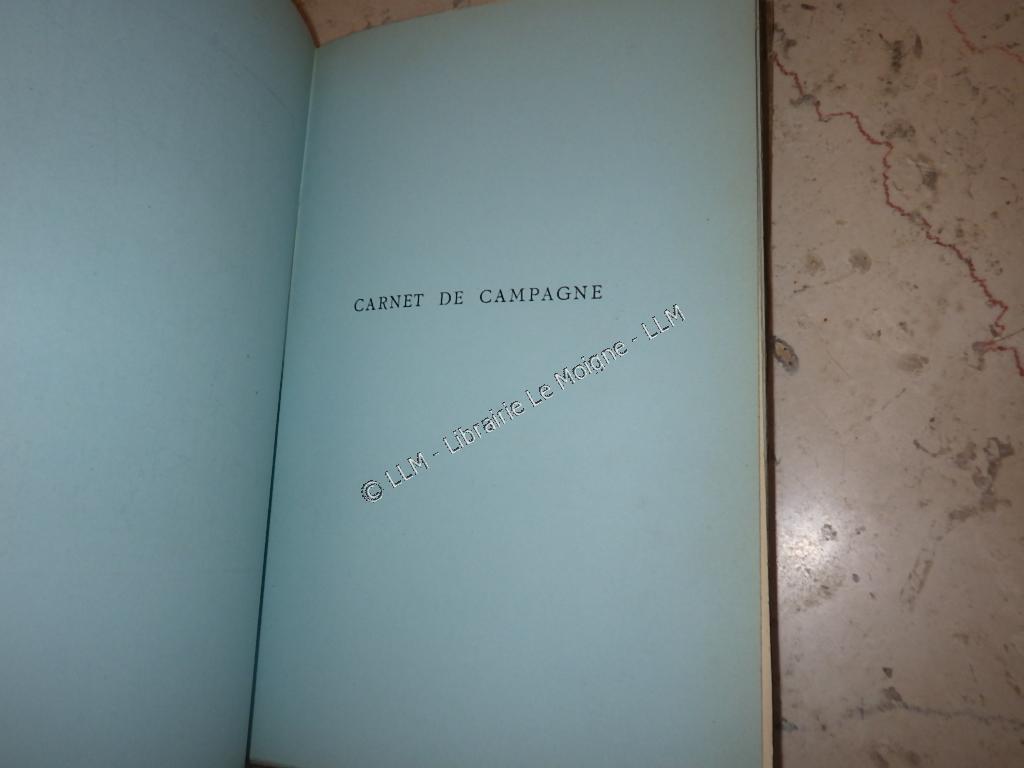 CARNET DE CAMPAGNE
© LLM - Librairie Le Moigne - LLM